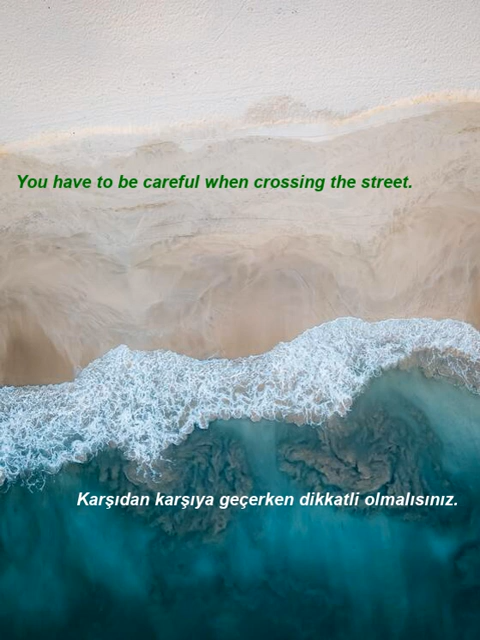 You have to be careful when crossing the street.
Karşıdan karşıya geçerken dikkatli olmalısınız.